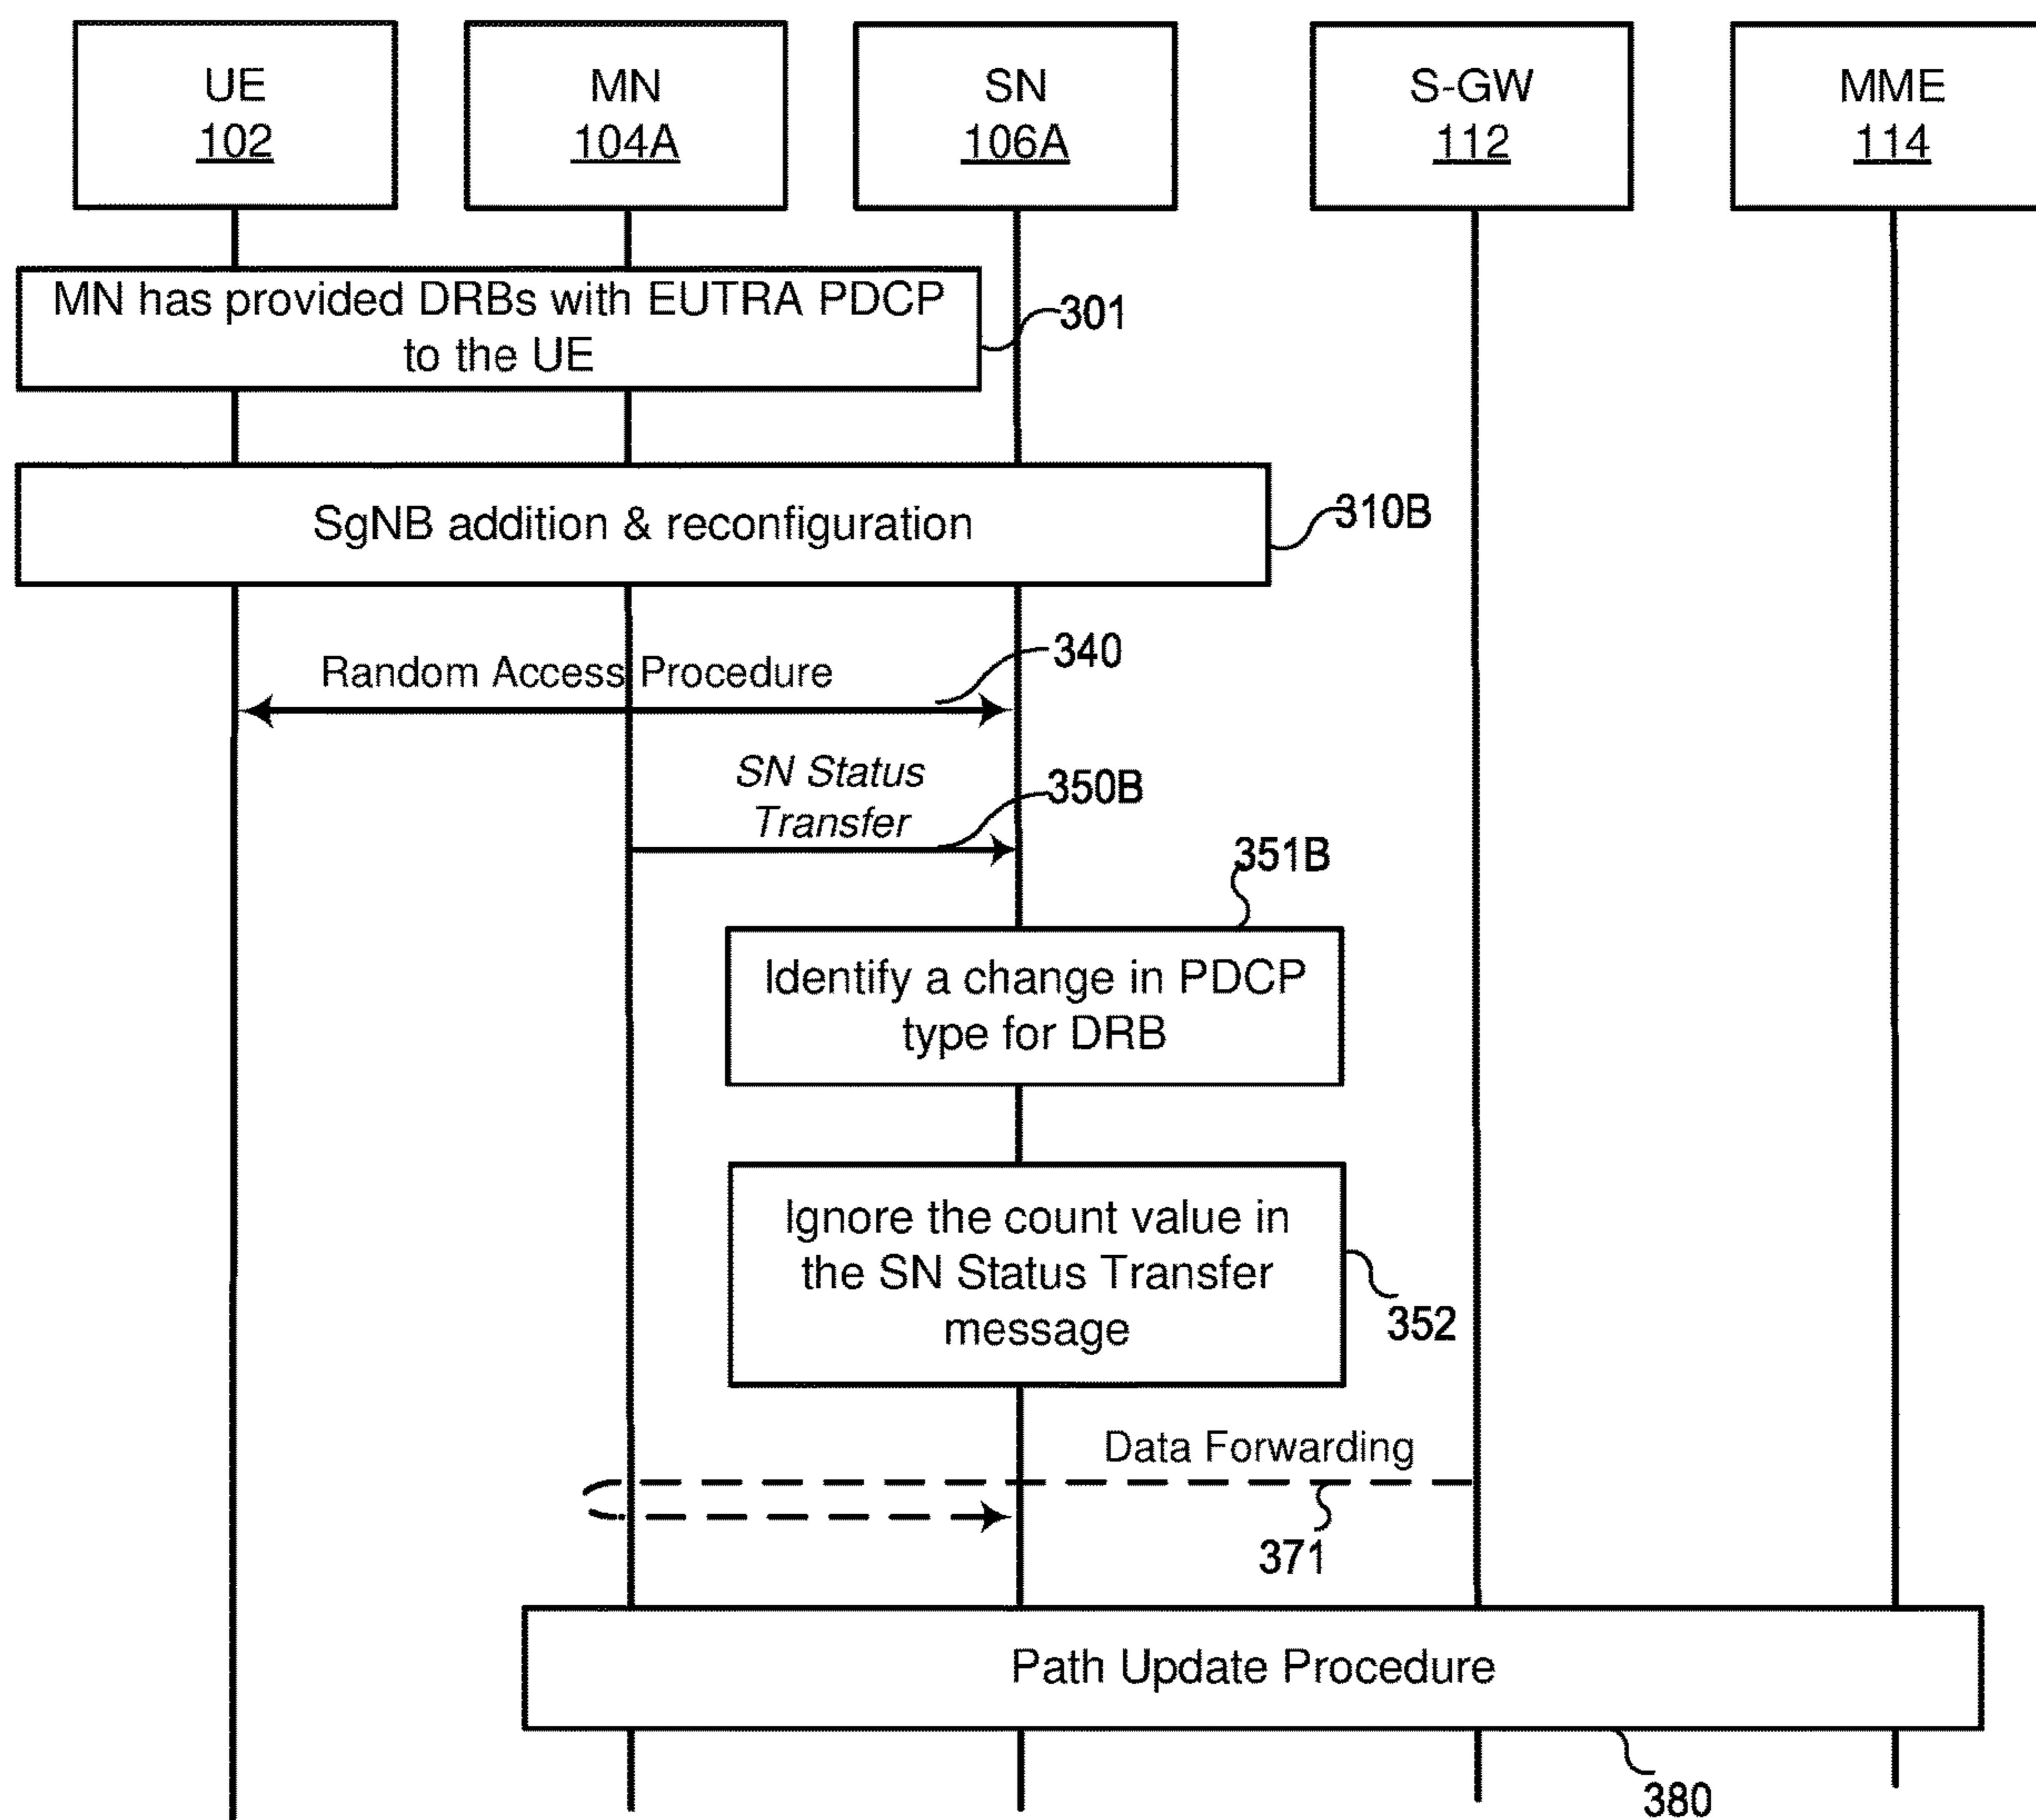 UE
102
MN
104A
SN
106A
S-GW
112
MME
114
MN has provided DRBs with EUTRA PDCP
to the UE
301
SgNB addition & reconfiguration
310B
Random Access Procedure
340
SN Status
Transfer
350B
351B
Identify a change in PDCP
type for DRB
Ignore the count value in
the SN Status Transfer
message
352
Data Forwarding
371
Path Update Procedure
380